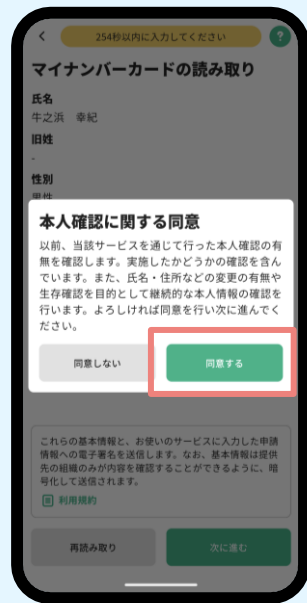 254秒以内に入力してください
?
マイナンバーカードの読み取り
氏名
牛之浜 幸紀
旧姓
-
性別
男性
本人確認に関する同意
以前、当該サービスを通じて行った本人確認の有
無を確認します。実施したかどうかの確認を含ん
でいます。また、氏名・住所などの変更の有無や
生存確認を目的として継続的な本人情報の確認を
行います。よろしければ同意を行い次に進んでく
ださい。
同意しない
同意する
これらの基本情報と、お使いのサービスに入力した申請
情報への電子署名を送信します。なお、基本情報は提供
先の組織のみが内容を確認することができるように、暗
号化して送信されます。
利用規約
再読み取り
次に進む